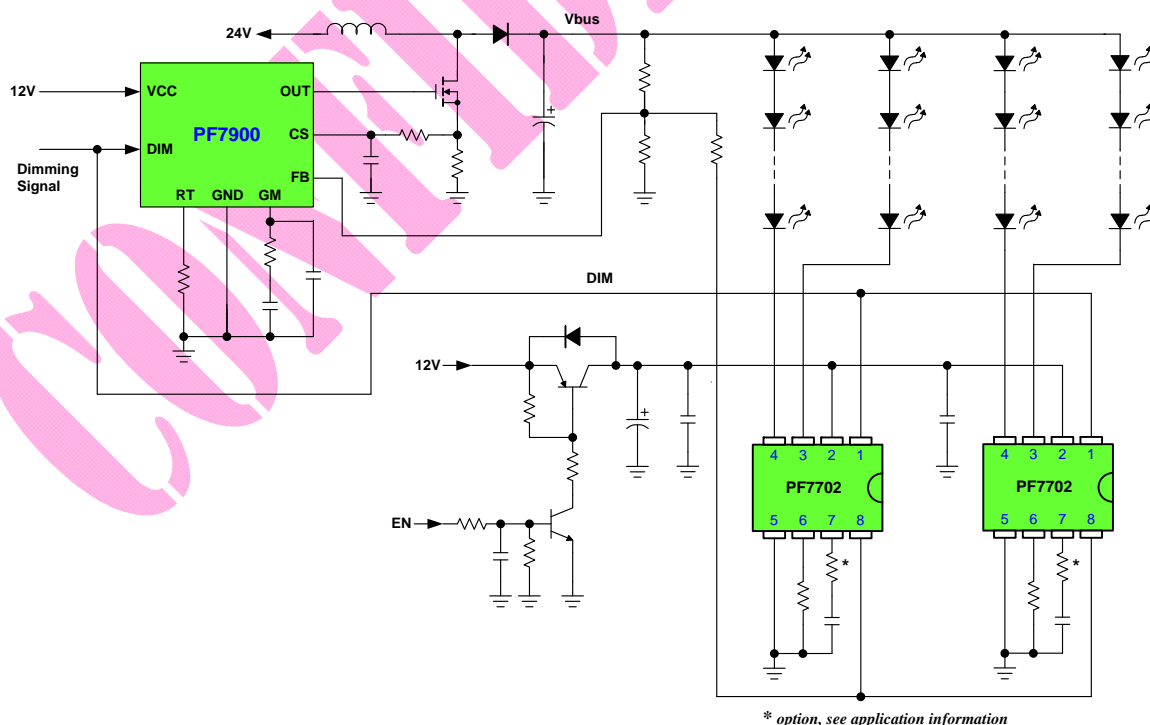 24V
Vbus
12V
VCC
OUT
PF7900
CS
DIM
Dimming
Signal
FB
RT GND GM
DIM
12V
4 3 2 1
PF7702
5 6 7 8
*
4 3 2 1
PF7702
5 6 7 8
*
EN
+
+
* option, see application information